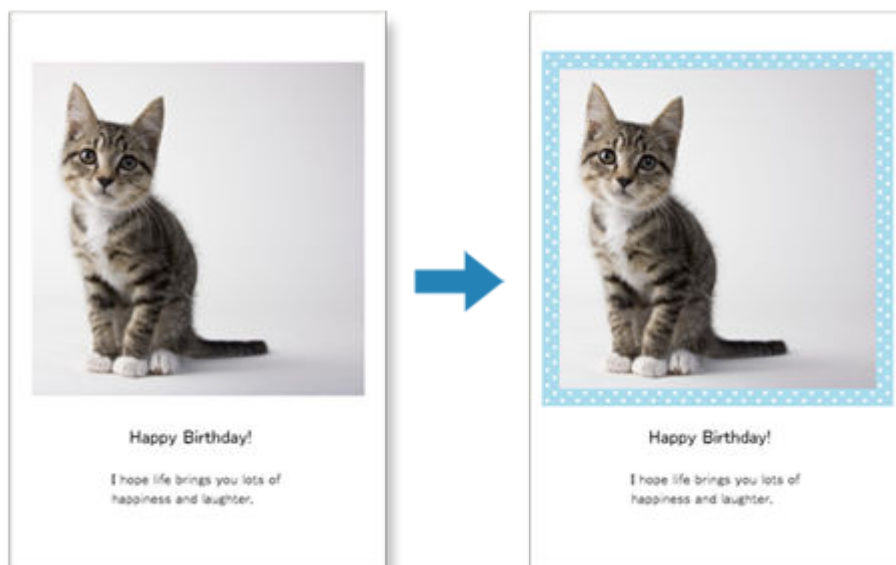 Happy Birthday!
I hope life brings you lots of
happiness and laughter.
Happy Birthday!
I hope life brings you lots of
happiness and laughter.